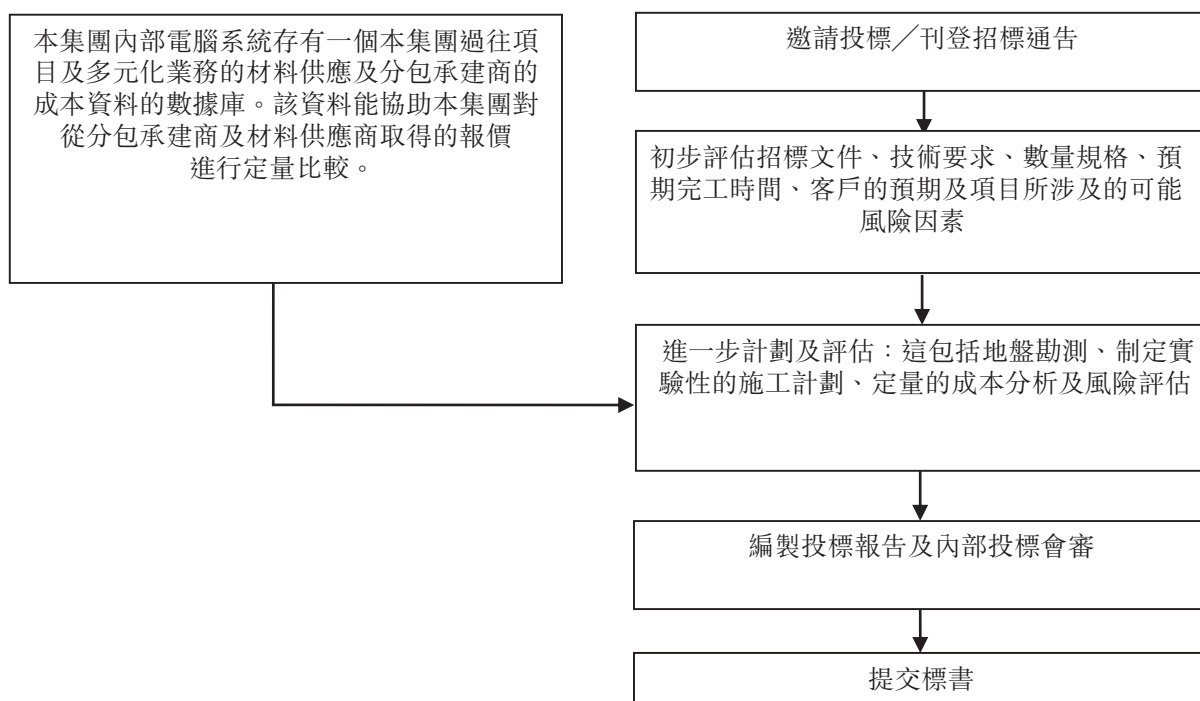 本集團內部電腦系統存有一個本集團過往項
目及多元化業務的材料供應及分包承建商的
成本資料的數據庫。該資料能協助本集團對
從分包承建商及材料供應商取得的報價
進行定量比較。
邀請投標／刊登招標通告
初步評估招標文件、技術要求、數量規格、預
期完工時間、客戶的預期及項目所涉及的可能
風險因素
進一步計劃及評估：這包括地盤勘測、制定實
驗性的施工計劃、定量的成本分析及風險評估
編製投標報告及內部投標會審
提交標書